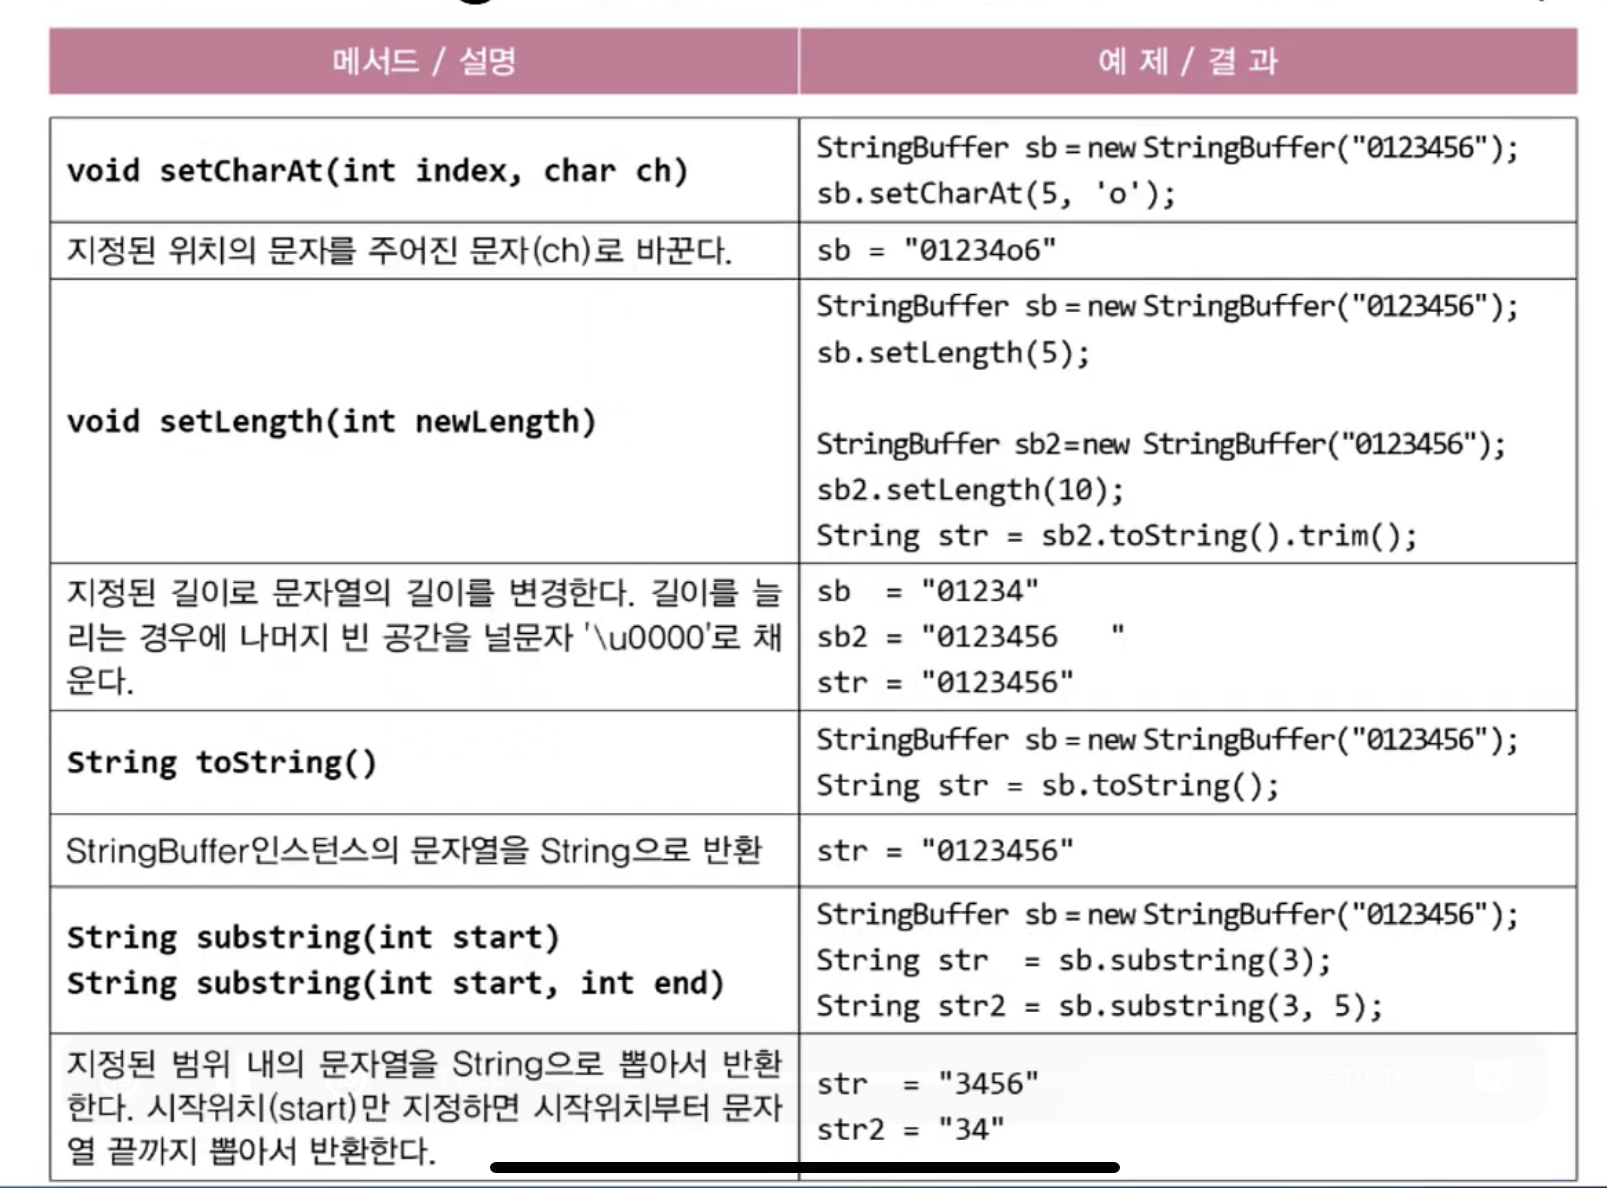 메서드 / 설명
예 제 / 결 과
void setCharAt(int index, char ch)
StringBuffer sb = new StringBuffer("0123456");
sb.setCharAt(5, 'o');
지정된 위치의 문자를 주어진 문자(ch)로 바꾼다.
sb = "01234o6"
void setLength(int newLength)
StringBuffer sb = new StringBuffer("0123456");
sb.setLength(5);
StringBuffer sb2=new StringBuffer("0123456");
sb2.setLength(10);
String str = sb2.toString().trim();
지정된 길이로 문자열의 길이를 변경한다. 길이를 늘
리는 경우에 나머지 빈 공간을 널문자 '\u0000'로 채
운다.
sb  = "01234"
sb2 = "0123456   "
str = "0123456"
String toString()
StringBuffer sb = new StringBuffer("0123456");
String str = sb.toString();
StringBuffer인스턴스의 문자열을 String으로 반환
str = "0123456"
String substring(int start)
String substring(int start, int end)
StringBuffer sb = new StringBuffer("0123456");
String str  = sb.substring(3);
String str2 = sb.substring(3, 5);
지정된 범위 내의 문자열을 String으로 뽑아서 반환
한다. 시작위치(start)만 지정하면 시작위치부터 문자
열 끝까지 뽑아서 반환한다.
str  = "3456"
str2 = "34"
-10:16